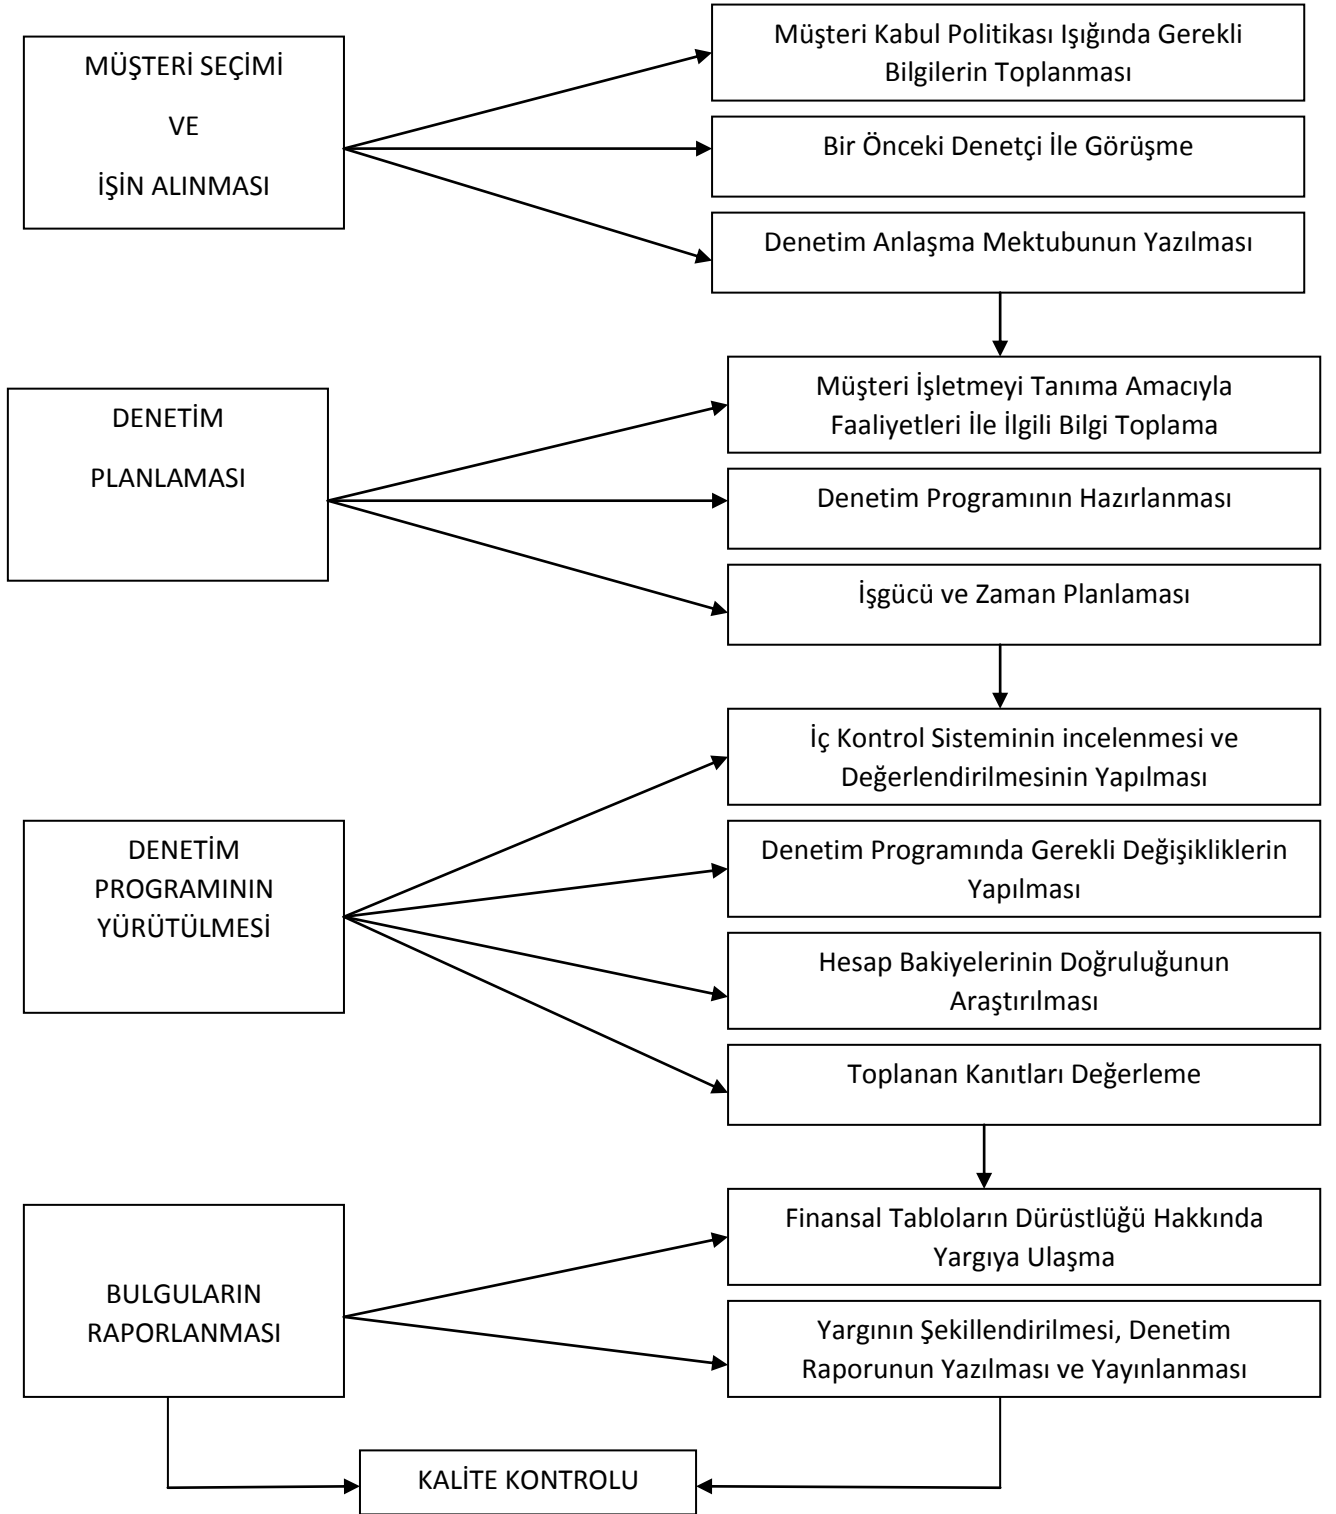 MÜŞTERİ SEÇİMİ
VE
İŞİN ALINMASI
Müşteri Kabul Politikası Işığında Gerekli
Bilgilerin Toplanması
Bir Önceki Denetçi İle Görüşme
Denetim Anlaşma Mektubunun Yazılması
DENETİM
PLANLAMASI
Müşteri İşletmeyi Tanıma Amacıyla
Faaliyetleri İle İlgili Bilgi Toplama
Denetim Programının Hazırlanması
İşgücü ve Zaman Planlaması
DENETİM
PROGRAMININ
YÜRÜTÜLMESİ
İç Kontrol Sisteminin incelenmesi ve
Değerlendirilmesinin Yapılması
Denetim Programında Gerekli Değişikliklerin
Yapılması
Hesap Bakiyelerinin Doğruluğunun
Araştırılması
Toplanan Kanıtları Değerleme
BULGULARIN
RAPORLANMASI
Finansal Tabloların Dürüstlüğü Hakkında
Yargıya Ulaşma
Yargının Şekillendirilmesi, Denetim
Raporunun Yazılması ve Yayınlanması
KALİTE KONTROLU